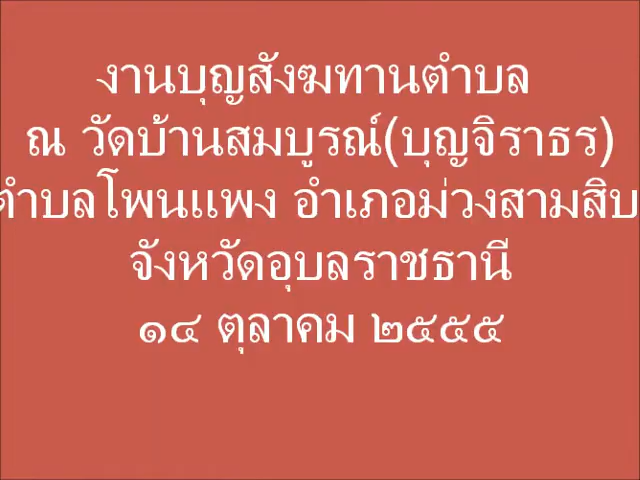 งานบุญสังฆทานตำบล
ณ วัดบ้านสมบูรณ์(บุญจิราธร)
ตำบลโพนแพง อำเภอม่วงสามสิบ
จังหวัดอุบลราชธานี
๑๔ ตุลาคม ๒๕๕๕